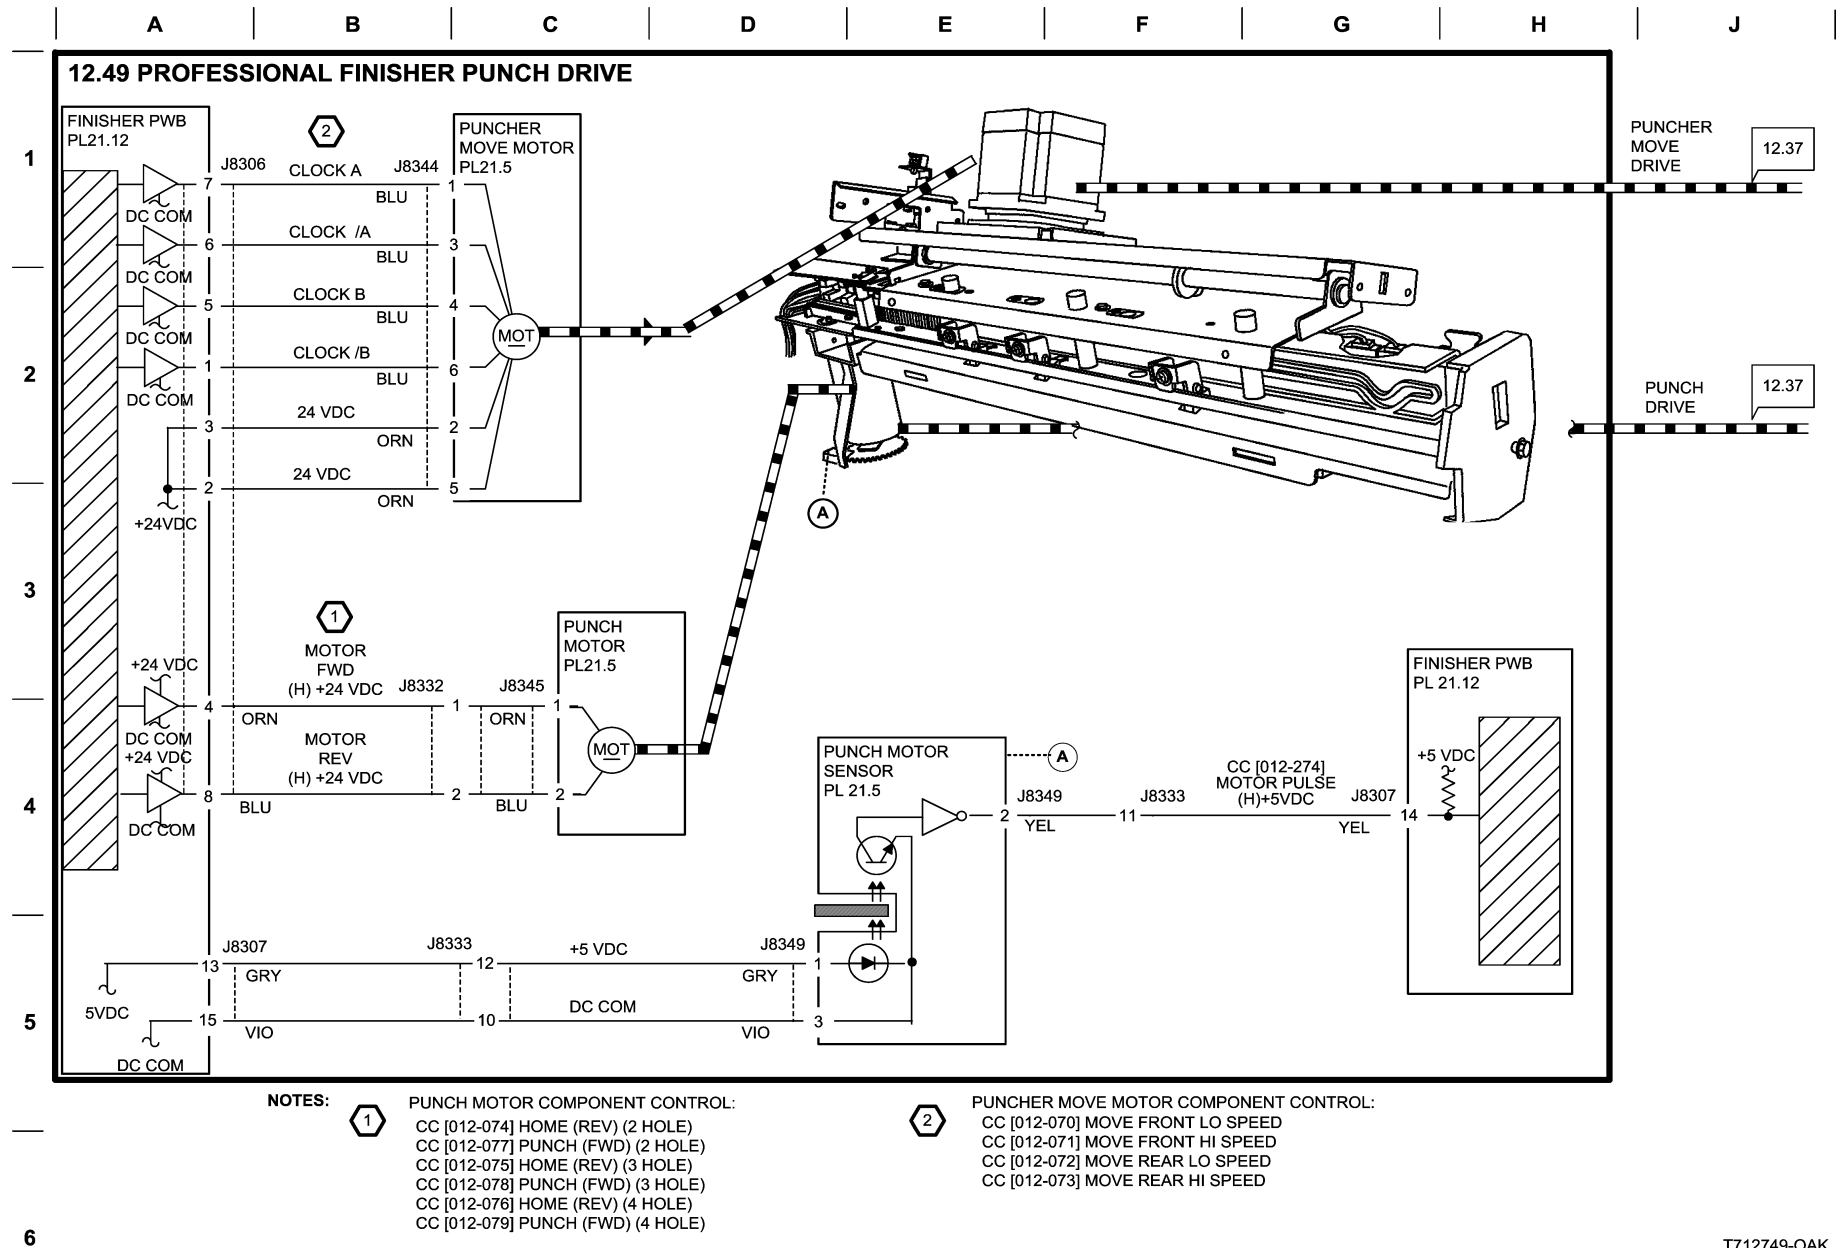 A B C D E F G H J
12.49 PROFESSIONAL FINISHER PUNCH DRIVE
1
FINISHER PWB
PL21.12
2
J8306
CLOCK A
J8344
PUNCHER
MOVE MOTOR
PL21.5
7
BLU
1
DC COM
6
CLOCK /A
BLU
3
DC COM
5
CLOCK B
BLU
4
DC COM
MOT
2
1
CLOCK /B
BLU
6
DC COM
3
24 VDC
ORN
2
2
24 VDC
ORN
5
+24VDC
PUNCHER
MOVE
DRIVE
12.37
PUNCH
DRIVE
12.37
A
3
1
MOTOR
FWD
(H) +24 VDC
J8332
J8345
PUNCH
MOTOR
PL21.5
+24 VDC
4
ORN
1
ORN
1
DC COM
MOT
+24 VDC
MOTOR
REV
(H) +24 VDC
8
BLU
2
BLU
2
DC COM
4
PUNCH MOTOR
SENSOR
PL 21.5
A
2
J8349
YEL
J8333
11
CC [012-274]
MOTOR PULSE
(H)+5VDC
J8307
YEL
14
FINISHER PWB
PL 21.12
+5 VDC
5
J8307
J8333
+5 VDC
J8349
13
GRY
12
GRY
1
5VDC
15
VIO
10
DC COM
VIO
3
DC COM
NOTES:
1
PUNCH MOTOR COMPONENT CONTROL:
CC [012-074] HOME (REV) (2 HOLE)
CC [012-077] PUNCH (FWD) (2 HOLE)
CC [012-075] HOME (REV) (3 HOLE)
CC [012-078] PUNCH (FWD) (3 HOLE)
CC [012-076] HOME (REV) (4 HOLE)
CC [012-079] PUNCH (FWD) (4 HOLE)
2
PUNCHER MOVE MOTOR COMPONENT CONTROL:
CC [012-070] MOVE FRONT LO SPEED
CC [012-071] MOVE FRONT HI SPEED
CC [012-072] MOVE REAR LO SPEED
CC [012-073] MOVE REAR HI SPEED
6
T712749-OAK